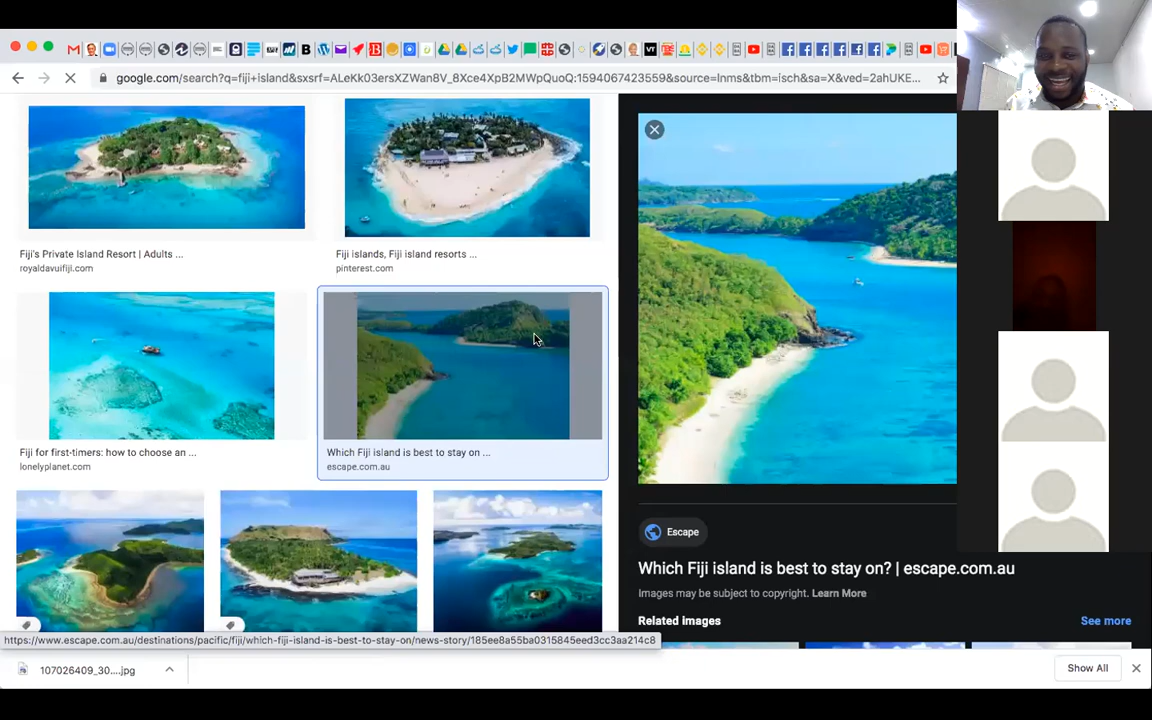 google.com/search?q=fiji+island&sxsrf=ALeKk03ersXZWan8V_8Xce4XpB2MWpQuoQ:1594067423559&source=lnms&tbm=isch&sa=X&ved=2ahUKE...
Fiji's Private Island Resort | Adults ...
royaldavuifiji.com
Fiji islands, Fiji island resorts ...
pinterest.com
Fiji for first-timers: how to choose an ...
lonelyplanet.com
Which Fiji island is best to stay on ...
escape.com.au
Escape
Which Fiji island is best to stay on? | escape.com.au
Images may be subject to copyright. Learn More
Related images
See more
https://www.escape.com.au/destinations/pacific/fiji/which-fiji-island-is-best-to-stay-on/news-story/185ee8a55ba0315845eed3cc3aa214c8
107026409_30....jpg
Show All